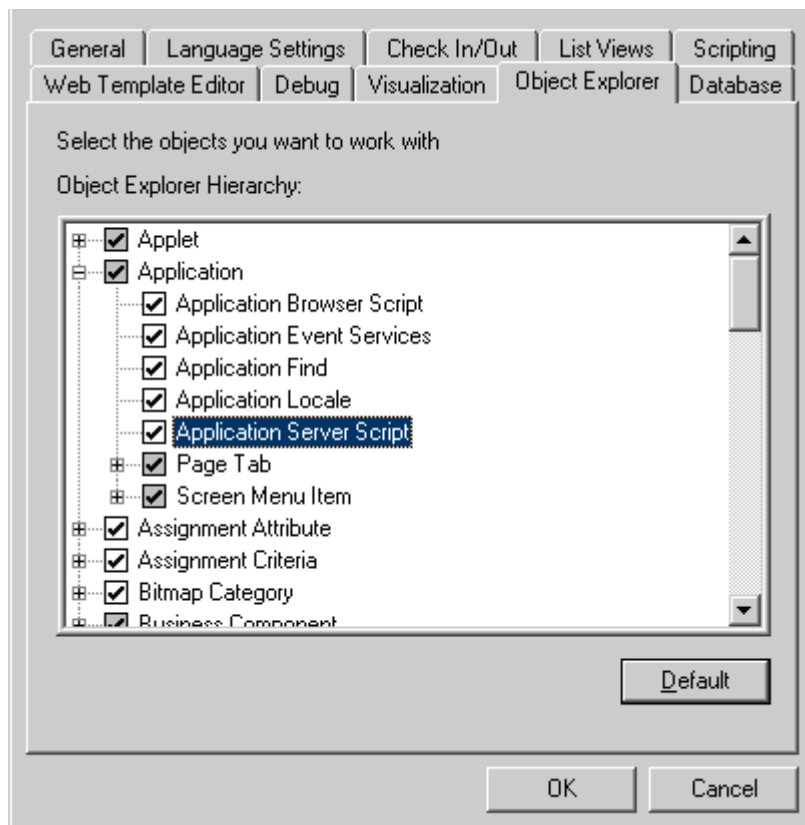 General Language Settings Check In/Out List Views Scripting
Web Template Editor Debug Visualization Object Explorer Database
Select the objects you want to work with
Object Explorer Hierarchy:
Applet
Application
Application Browser Script
Application Event Services
Application Find
Application Locale
Application Server Script
Page Tab
Screen Menu Item
Assignment Attribute
Assignment Criteria
Bitmap Category
Business Component
Default
OK Cancel